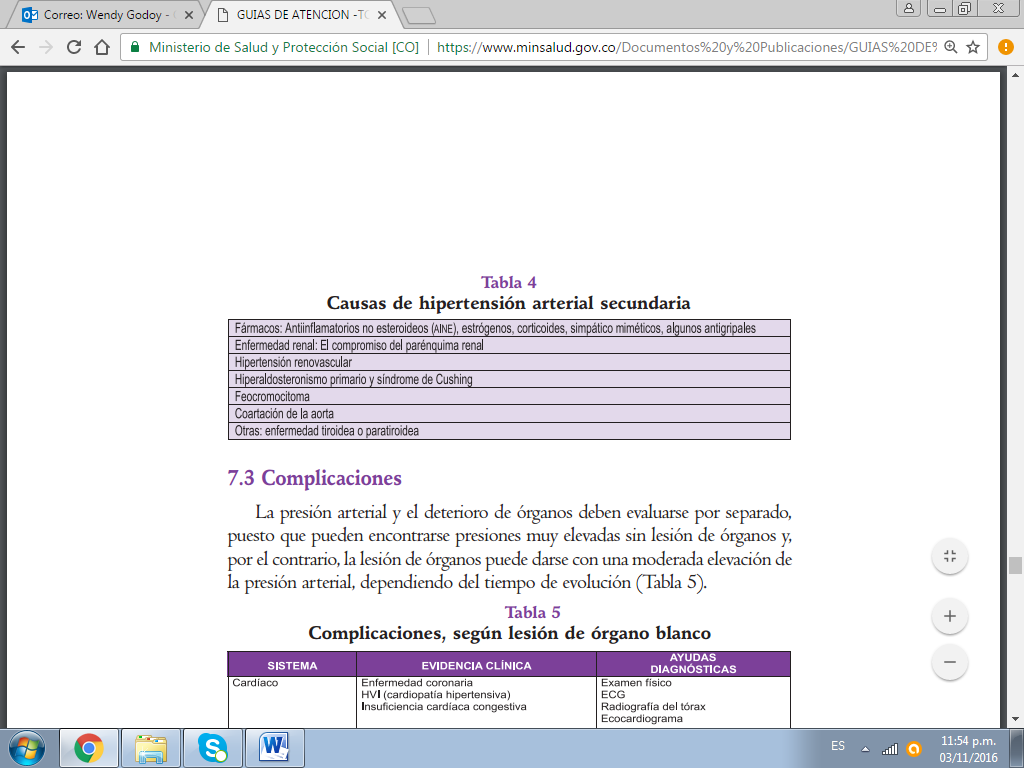 Correo: Wendy Godoy -
GUIAS DE ATENCION -TO
Ministerio de Salud y Protección Social [CO]
https://www.minsalud.gov.co/Documentos%20y%20Publicaciones/GUIAS%20DE%
Tabla 4
Causas de hipertensión arterial secundaria
Fármacos: Antiinflamatorios no esteroideos (AINE), estrógenos, corticoides, simpático miméticos, algunos antigripales
Enfermedad renal: El compromiso del parénquima renal
Hipertensión renovascular
Hiperaldosteronismo primario y síndrome de Cushing
Feocromocitoma
Coartación de la aorta
Otras: enfermedad tiroidea o paratiroidea
7.3 Complicaciones
La presión arterial y el deterioro de órganos deben evaluarse por separado,
puesto que pueden encontrarse presiones muy elevadas sin lesión de órganos y,
por el contrario, la lesión de órganos puede darse con una moderada elevación de
la presión arterial, dependiendo del tiempo de evolución (Tabla 5).
Tabla 5
Complicaciones, según lesión de órgano blanco
SISTEMA
EVIDENCIA CLÍNICA
AYUDAS
DIAGNÓSTICAS
Cardíaco
Enfermedad coronaria
HVI (cardiopatía hipertensiva)
Insuficiencia cardíaca congestiva
Examen físico
ECG
Radiografía del tórax
Ecocardiograma
ES
11:54 p.m.
03/11/2016